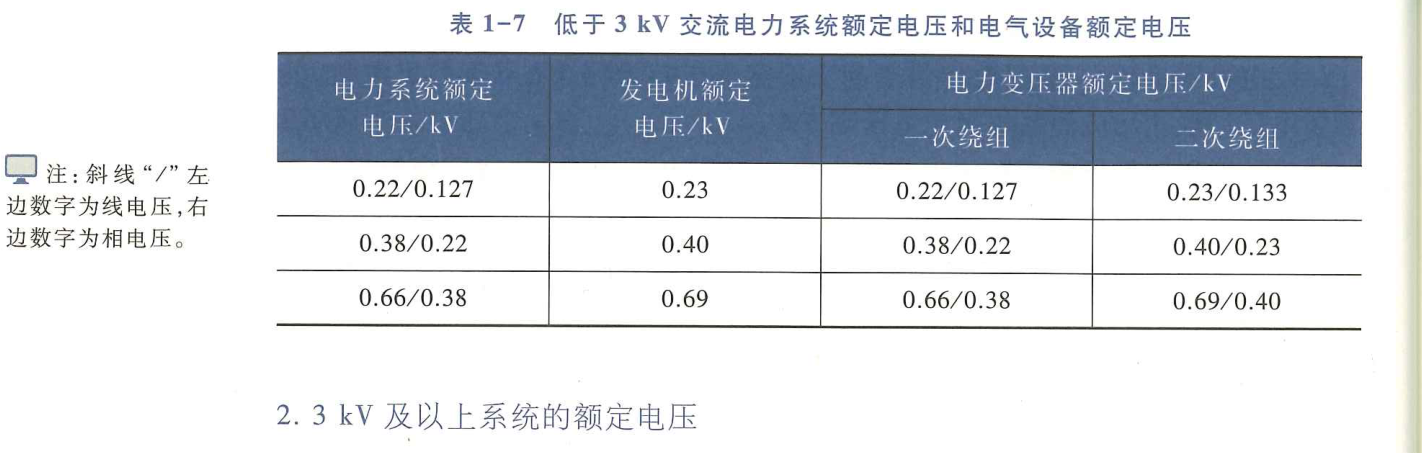 表 1-7 低于 3 kV 交流电力系统额定电压和电气设备额定电压
电力系统额定
电压/kV
发电机额定
电压/kV
电力变压器额定电压/kV
一次绕组
二次绕组
0.22/0.127
0.23
0.22/0.127
0.23/0.133
0.38/0.22
0.40
0.38/0.22
0.40/0.23
0.66/0.38
0.69
0.66/0.38
0.69/0.40
注:斜线“/”左
边数字为线电压,右
边数字为相电压。
2. 3 kV 及以上系统的额定电压